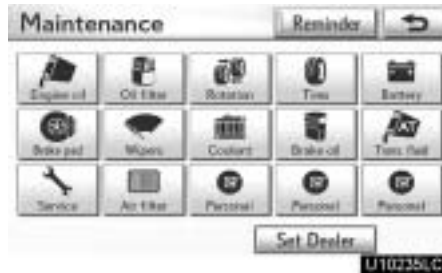 Maintenance Reminder
Engine oil Oil filter Rotation Tires Battery
Brake pad Wipers Coolant Brake oil Trans. fluid
Service Air filter Personal Personal Personal
Set Dealer
U10235LC